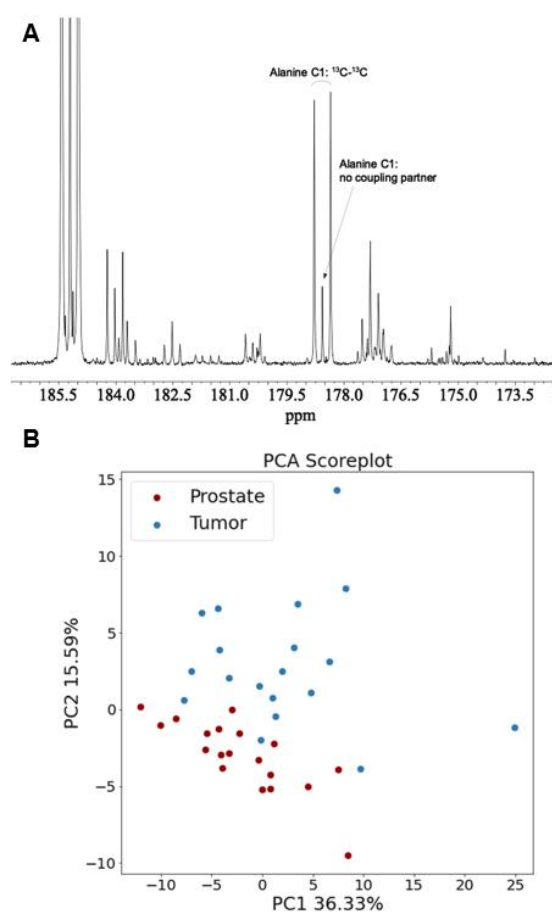 A
Alanine C1: ¹³C-¹³C
Alanine C1:
no coupling partner
185.5 184.0 182.5 181.0 179.5 178.0 176.5 175.0 173.5
ppm
B
PCA Scoreplot
Prostate
Tumor
15
10
5
0
−5
−10
PC2 15.59%
−10 −5 0 5 10 15 20 25
PC1 36.33%